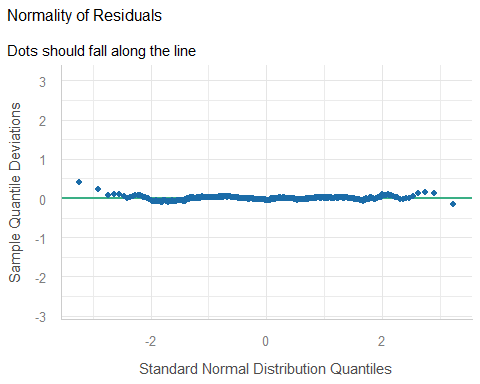 Normality of Residuals
Dots should fall along the line
Sample Quantile Deviations
3
2
1
0
-1
-2
-3
-2
0
2
Standard Normal Distribution Quantiles